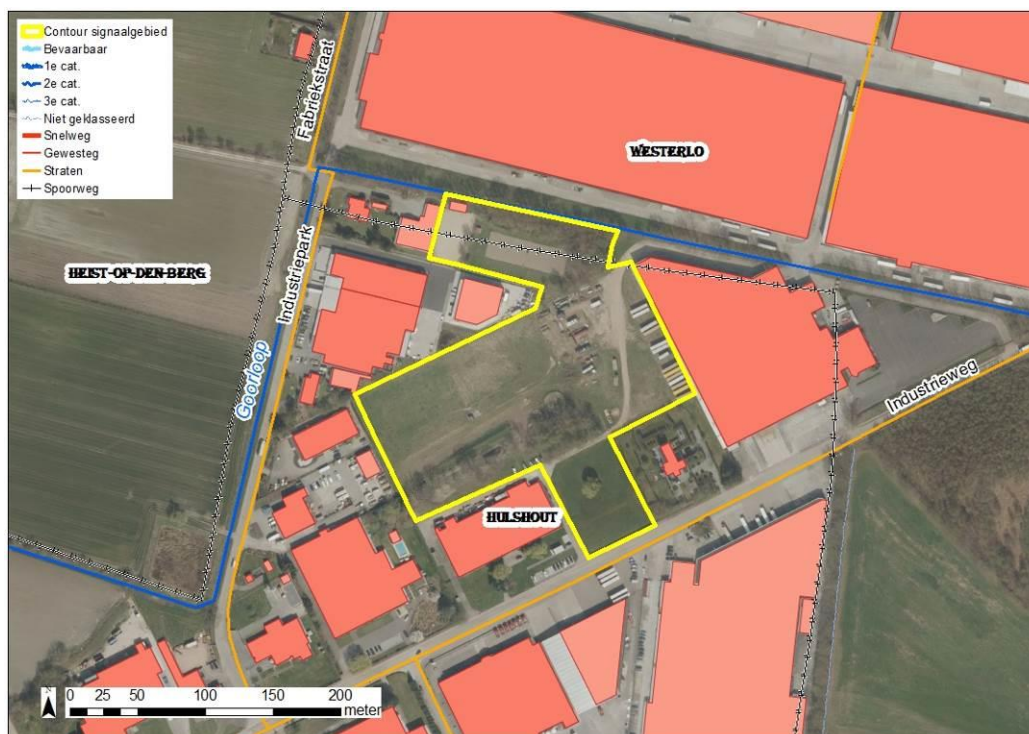 Contour signaalgebied
Bevaarbaar
1e cat.
2e cat.
3e cat.
Niet geklasseerd
Snelweg
Gewesteg
Straten
Spoorweg
Fabriekstraat
WESTERLO
HEIST-OP-DEN-BERG
Industriepark
Goorloop
Industrieweg
HULSHOUT
N
0 25 50 100 150 200
meter